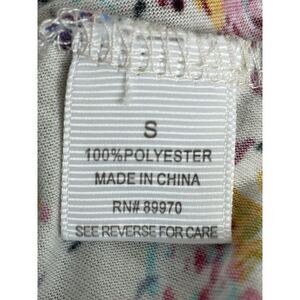 S
100%POLYESTER
MADE IN CHINA
RN# 89970
SEE REVERSE FOR CARE